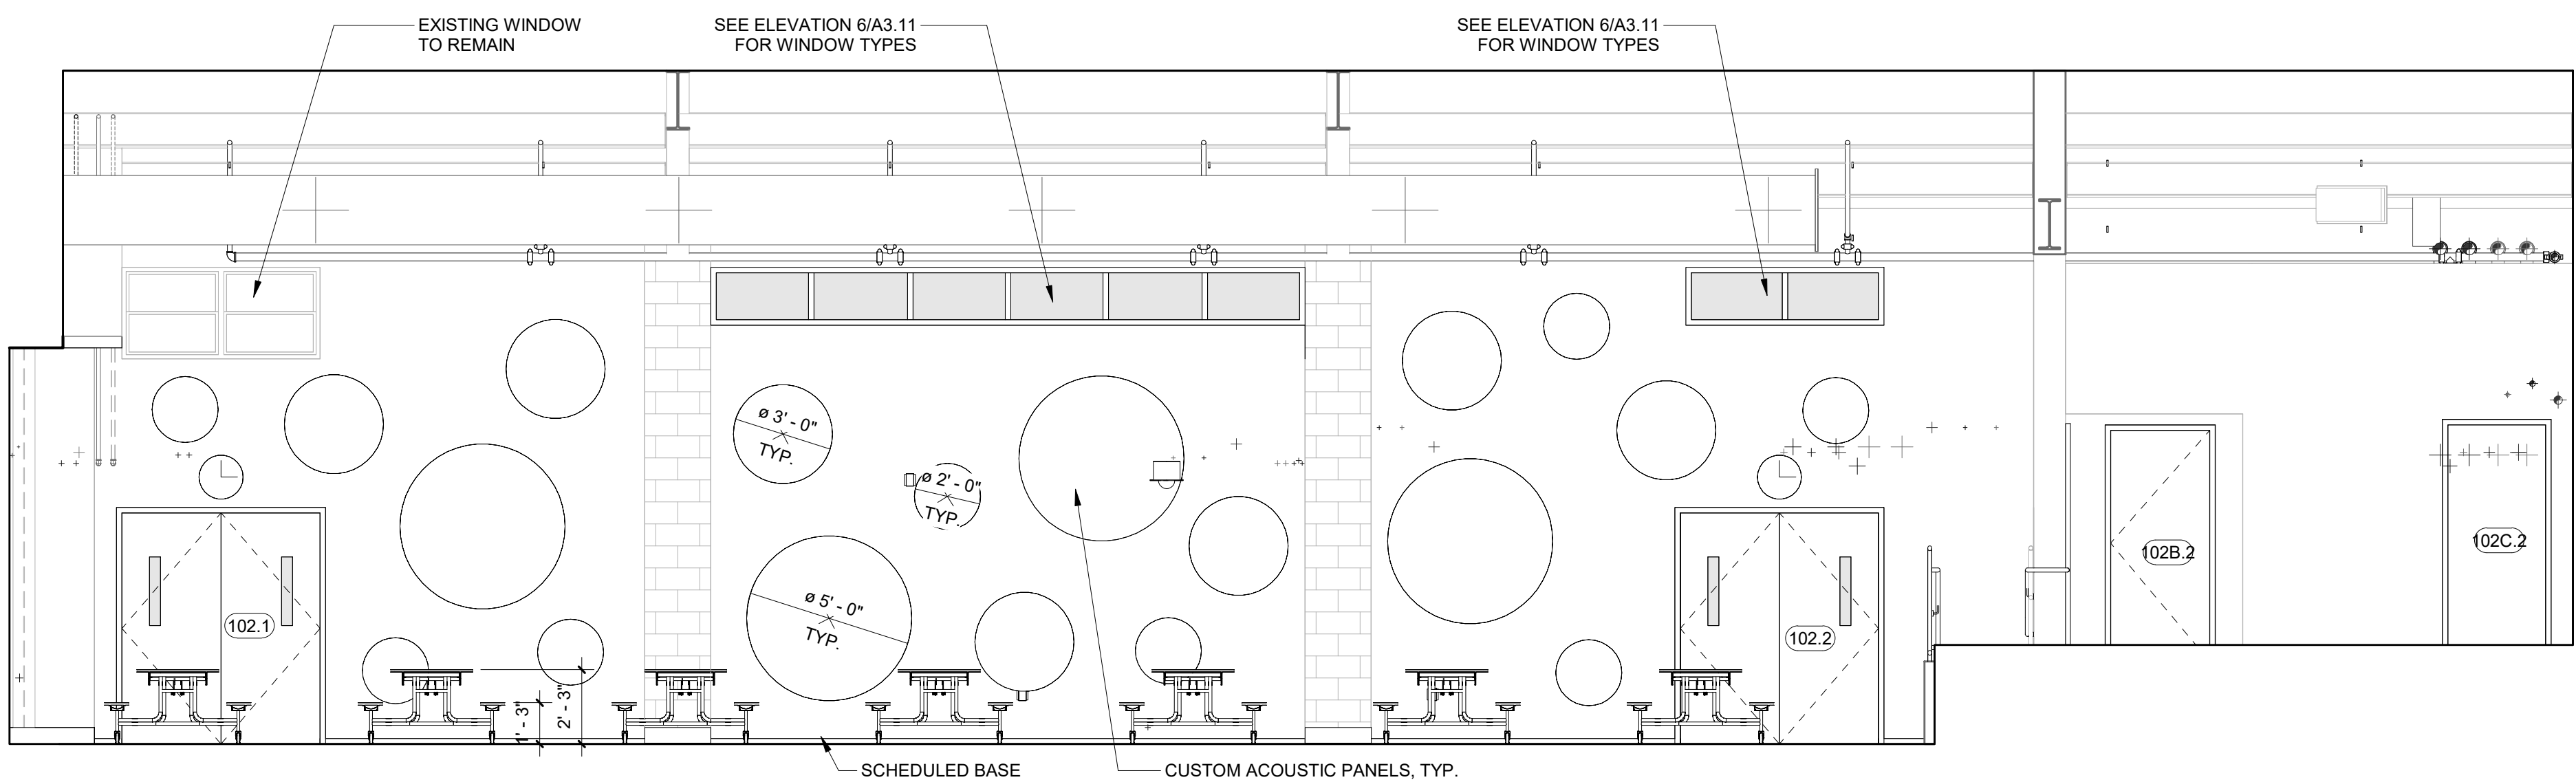 EXISTING WINDOW
TO REMAIN
SEE ELEVATION 6/A3.11
FOR WINDOW TYPES
SEE ELEVATION 6/A3.11
FOR WINDOW TYPES
ø 3' - 0"
TYP.
ø 2' - 0"
TYP.
ø 5' - 0"
TYP.
102.1
102.2
102B.2
102C.2
1' - 3"
2' - 3"
SCHEDULED BASE
CUSTOM ACOUSTIC PANELS, TYP.